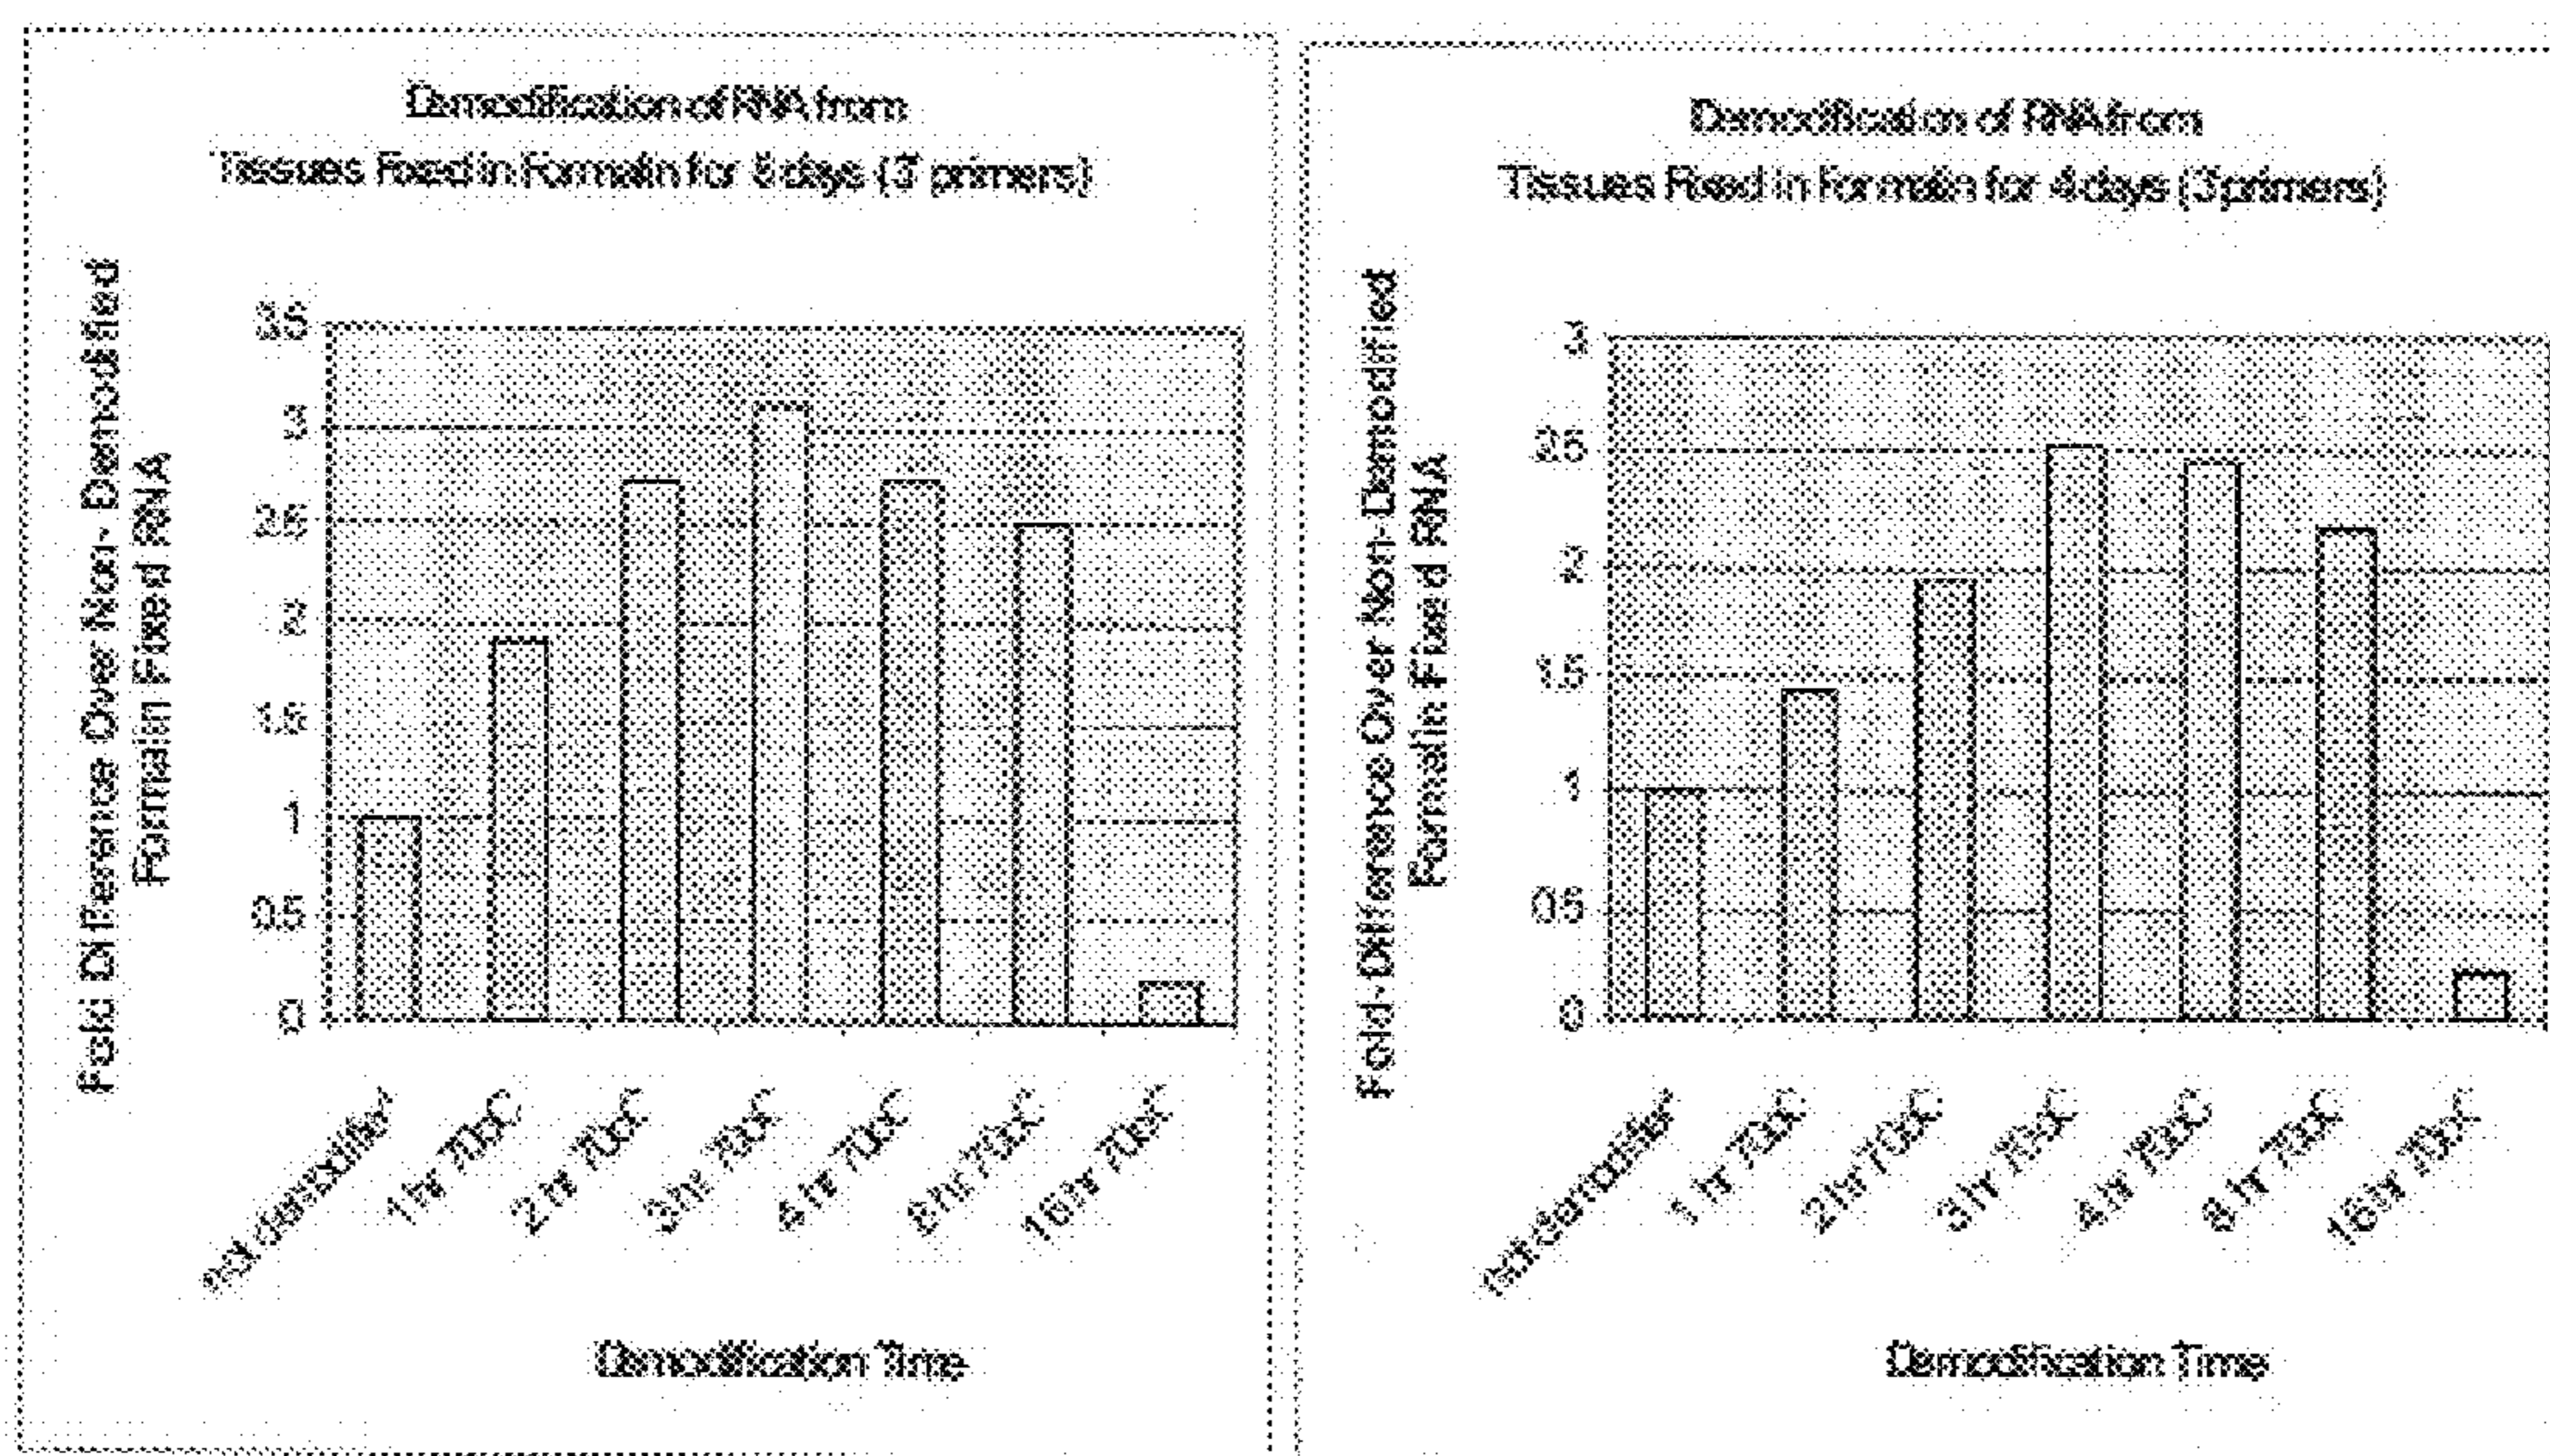 Demodification of RNA from
Tissues Fixed in Formalin for days (3' primers)
Fold Difference Over Non-Demodified
Formalin Fixed RNA
3.5
3
2.5
2
1.5
1
0.5
0
not demodified
1 hr 70oC
2 hr 70oC
3 hr 70oC
4 hr 70oC
8 hr 70oC
16 hr 70oC
Demodification Time
Demodification of RNA from
Tissues Fixed in Formalin for 4 days (3' primers)
Fold-Difference Over Non-Demodified
Formalin Fixed RNA
3
2.5
2
1.5
1
0.5
0
not demodified
1 hr 70oC
2 hr 70oC
3 hr 70oC
4 hr 70oC
8 hr 70oC
16 hr 70oC
Demodification Time